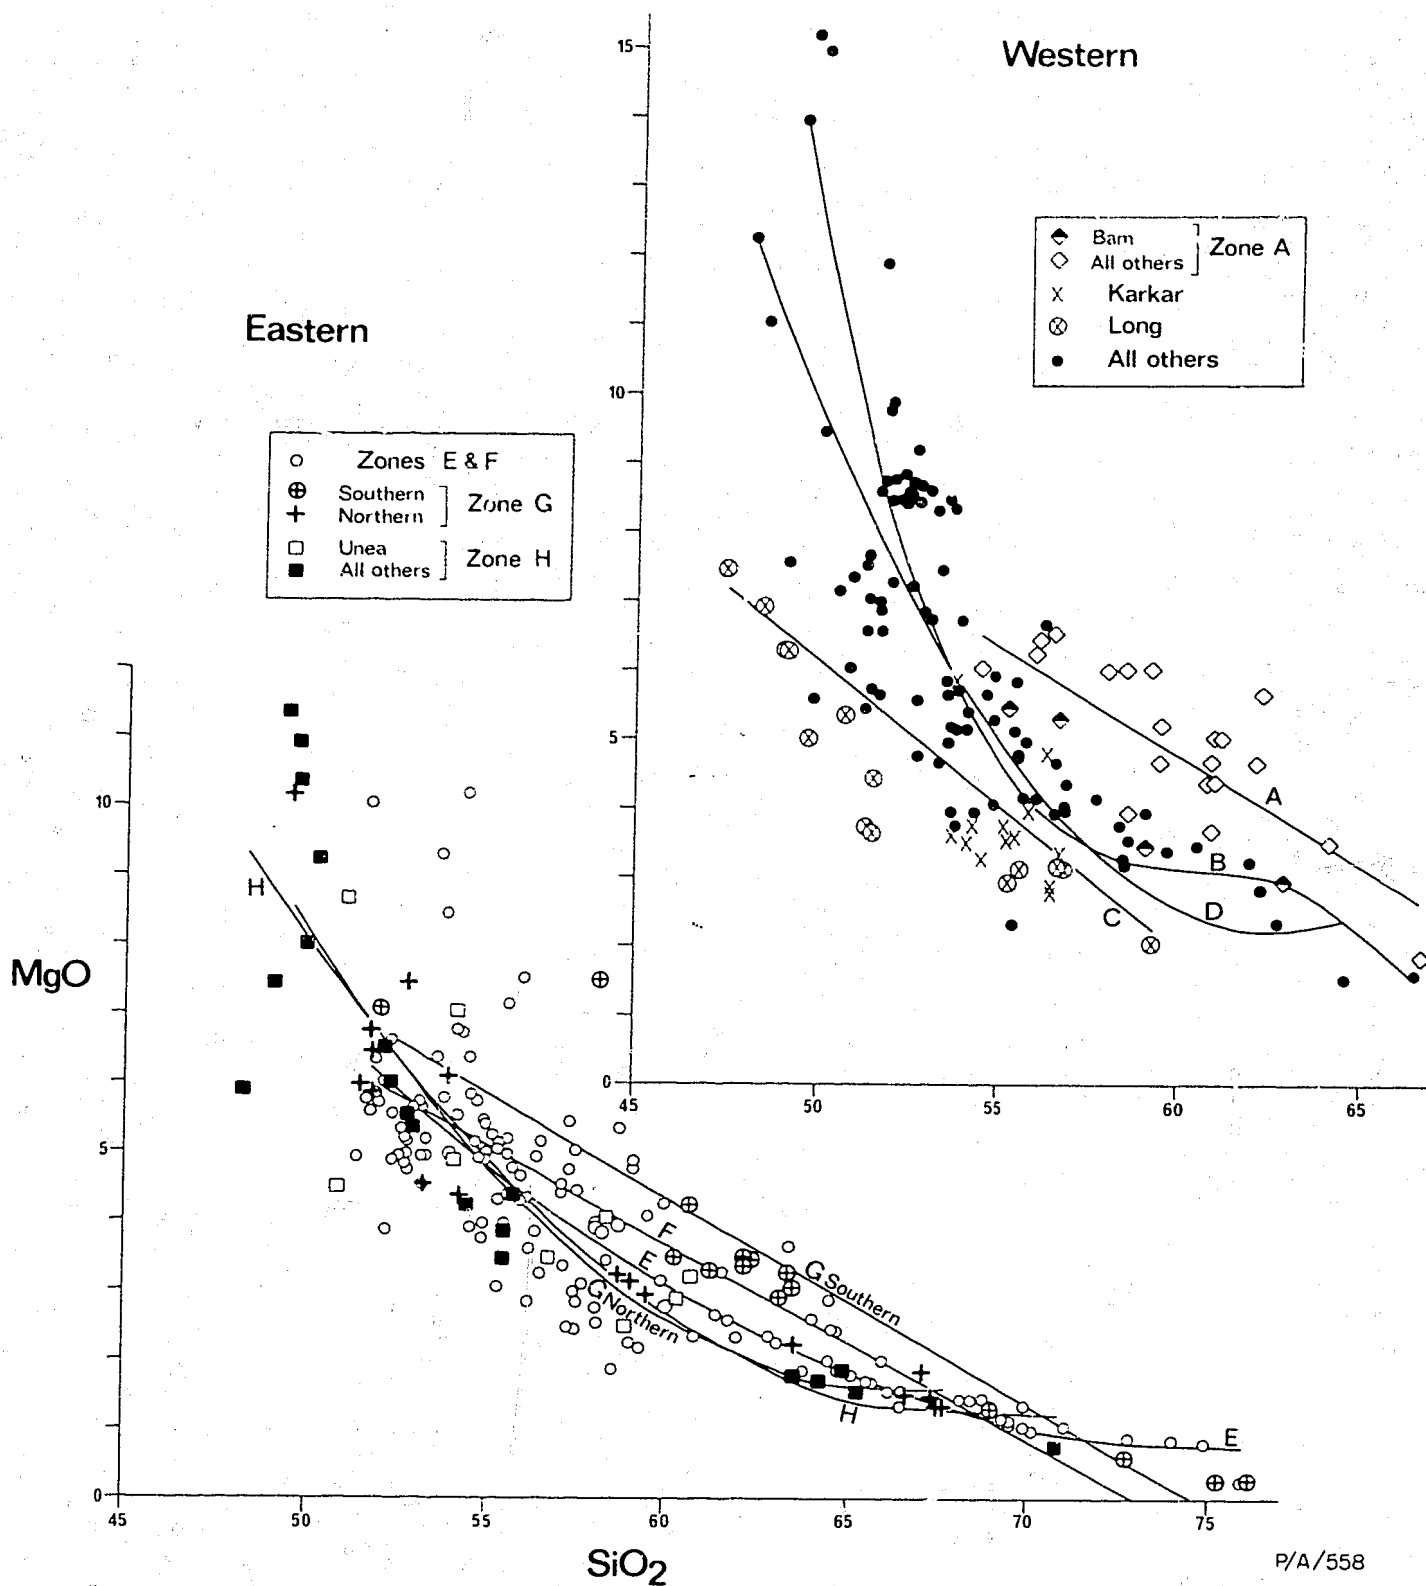 Western
15
10
5
0
45
50
55
60
65
Bam
All others
Zone A
Karkar
Long
All others
A
B
D
C
Eastern
Zones E & F
Southern
Northern
Zone G
Unea
All others
Zone H
MgO
10
5
0
45
50
55
60
65
70
75
SiO2
H
F
E
G Southern
G Northern
H
E
P/A/558